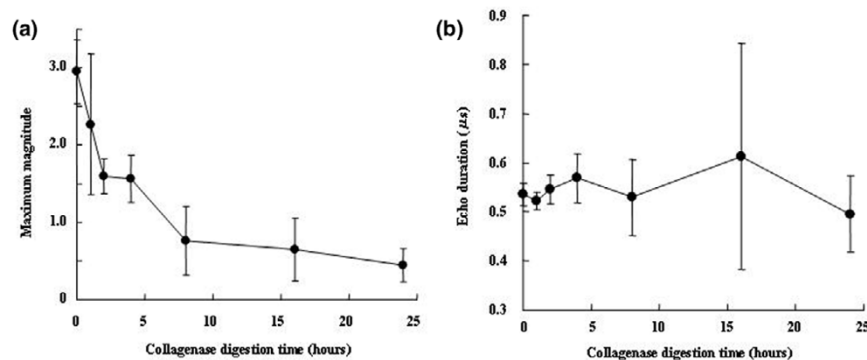 (a)
Maximum magnitude
3.0
2.0
1.0
0
0 5 10 15 20 25
Collagenase digestion time (hours)
(b)
Echo duration (μs)
0.9
0.8
0.7
0.6
0.5
0.4
0.3
0 5 10 15 20 25
Collagenase digestion time (hours)